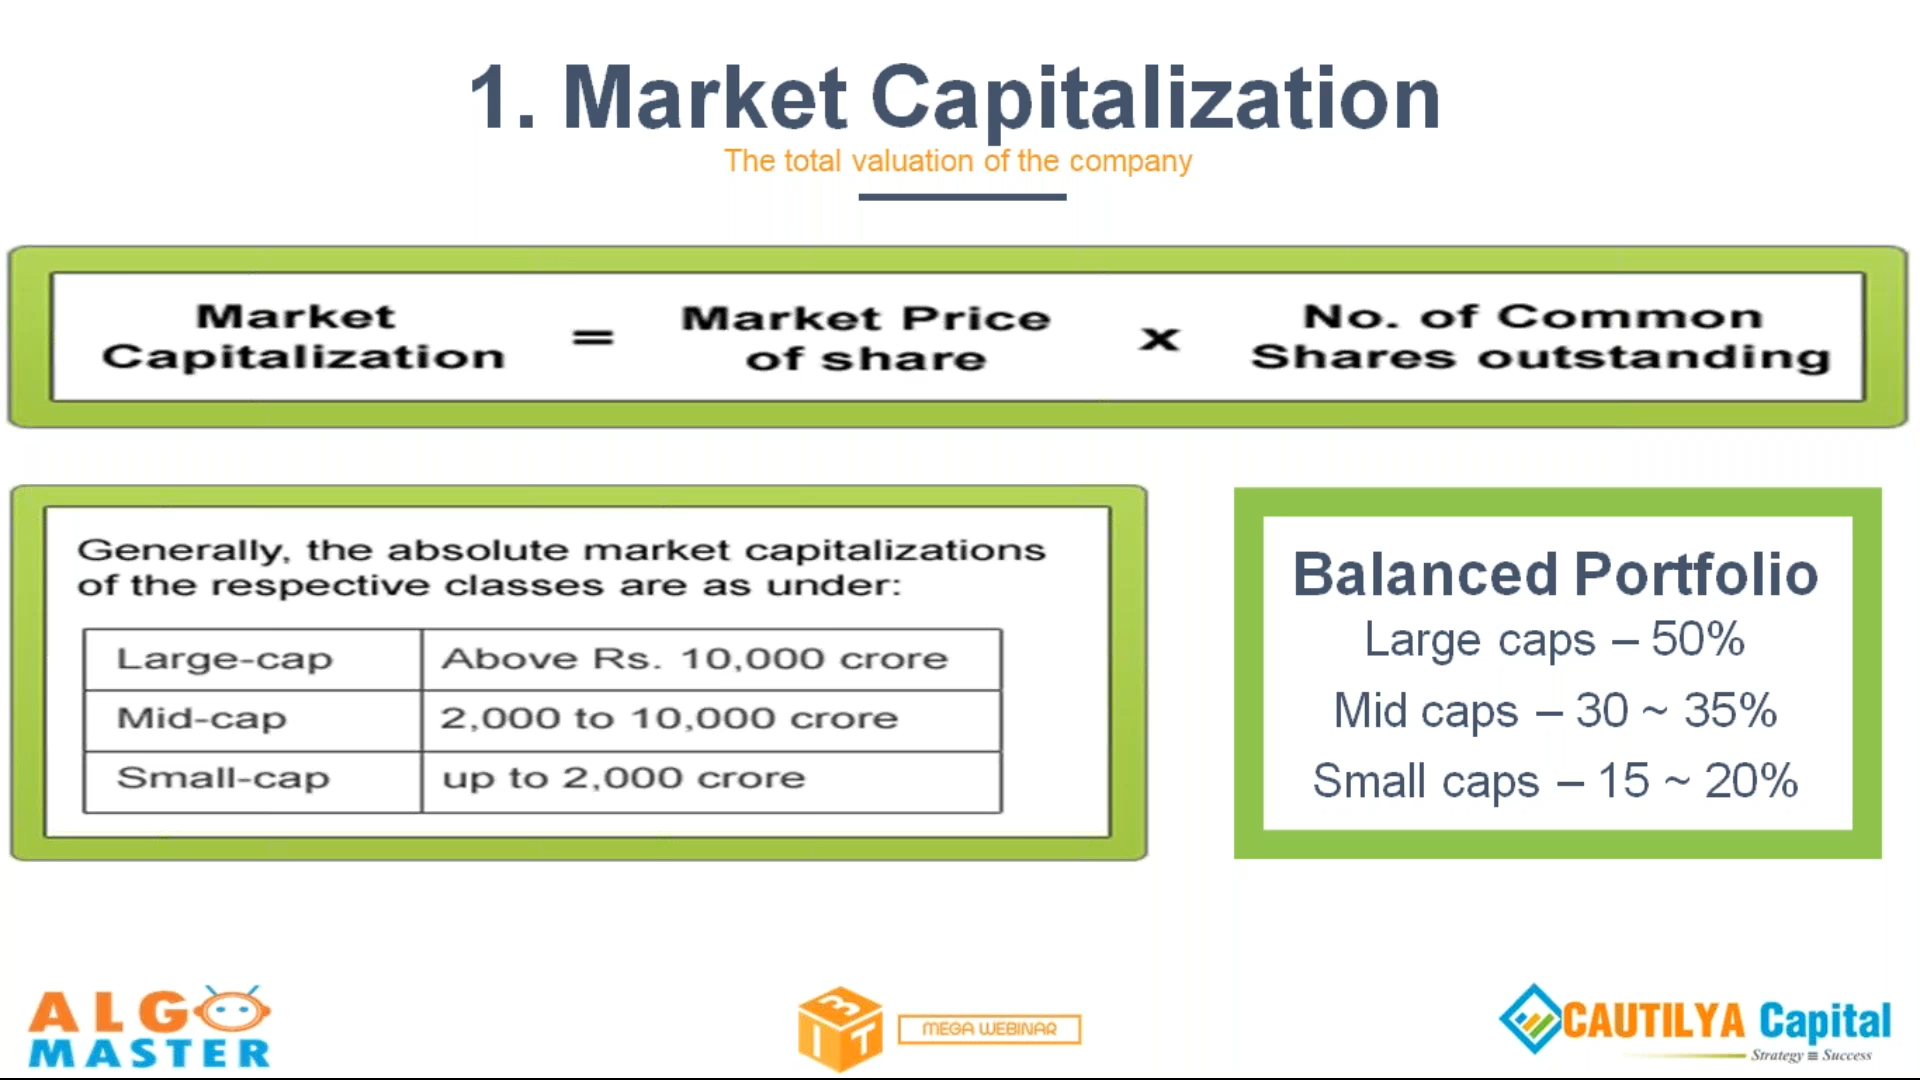 1. Market Capitalization
The total valuation of the company
Market Capitalization = Market Price of share x No. of Common Shares outstanding
Generally, the absolute market capitalizations
of the respective classes are as under:
Large-cap Above Rs. 10,000 crore
Mid-cap 2,000 to 10,000 crore
Small-cap up to 2,000 crore
Balanced Portfolio
Large caps – 50%
Mid caps – 30 ~ 35%
Small caps – 15 ~ 20%
ALGO
MASTER
3
IT
MEGA WEBINAR
CAUTILYA Capital
Strategy ≡ Success